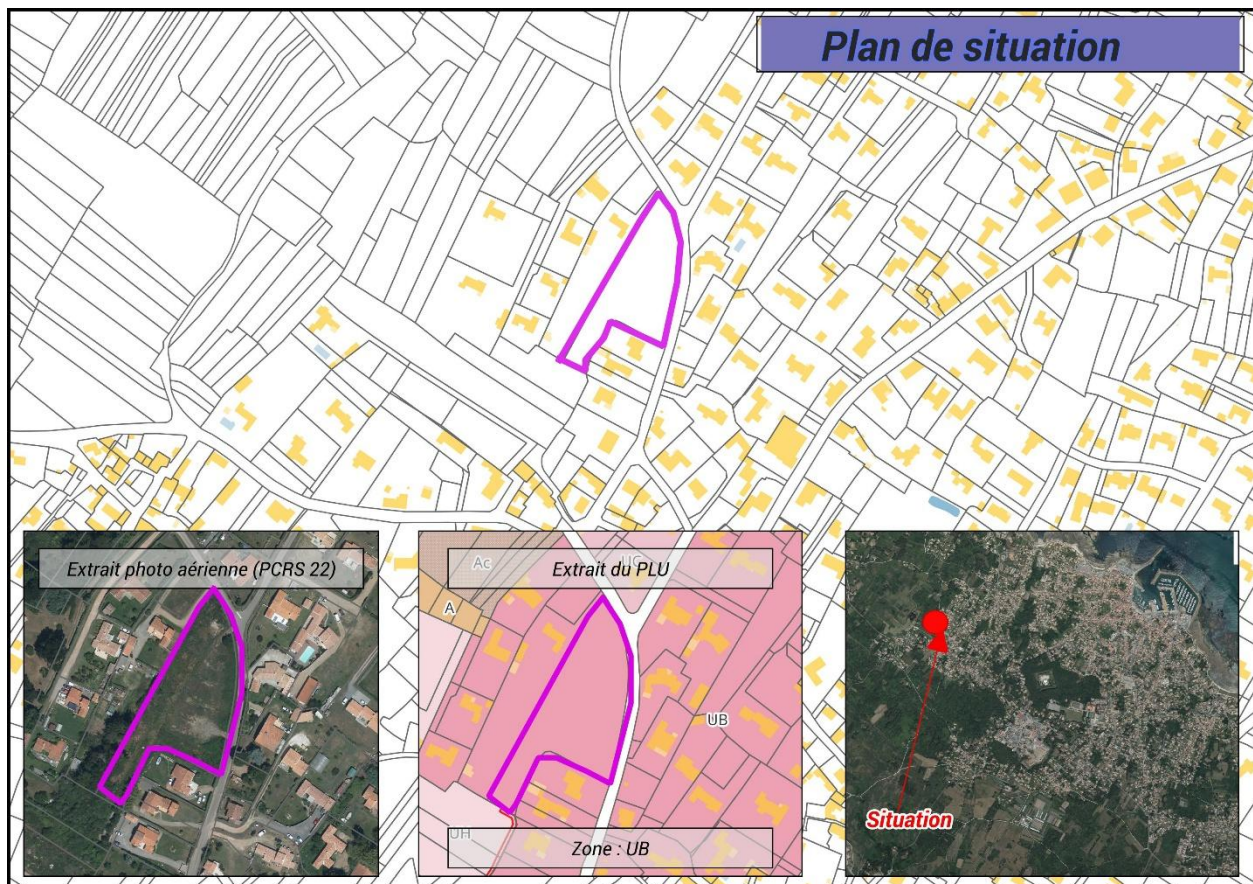 Plan de situation
Extrait photo aérienne (PCRS 22)
Ac
UC
Extrait du PLU
A
UB
UH
Zone : UB
Situation